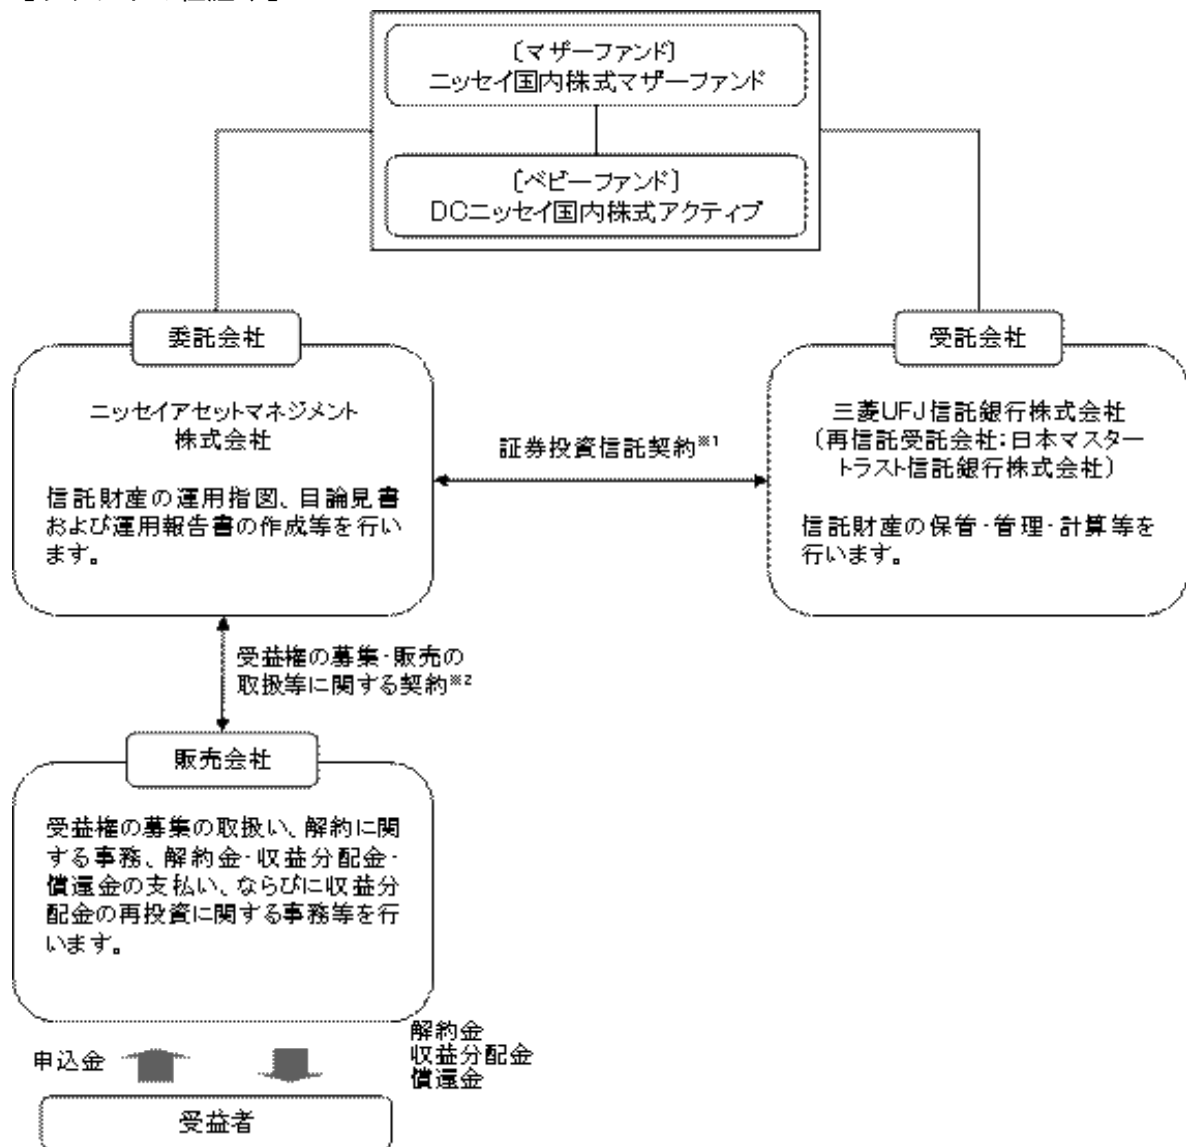 〔マザーファンド〕
ニッセイ国内株式マザーファンド
〔ベビーファンド〕
DCニッセイ国内株式アクティブ
委託会社
ニッセイアセットマネジメント
株式会社
信託財産の運用指図、目論見書
および運用報告書の作成等を行い
ます。
証券投資信託契約※1
受託会社
三菱UFJ信託銀行株式会社
(再信託受託会社:日本マスター
トラスト信託銀行株式会社)
信託財産の保管・管理・計算等を
行います。
受益権の募集・販売の
取扱等に関する契約※2
販売会社
受益権の募集の取扱い、解約に関
する事務、解約金・収益分配金・
償還金の支払い、ならびに収益分
配金の再投資に関する事務等を行
います。
申込金
解約金
収益分配金
償還金
受益者